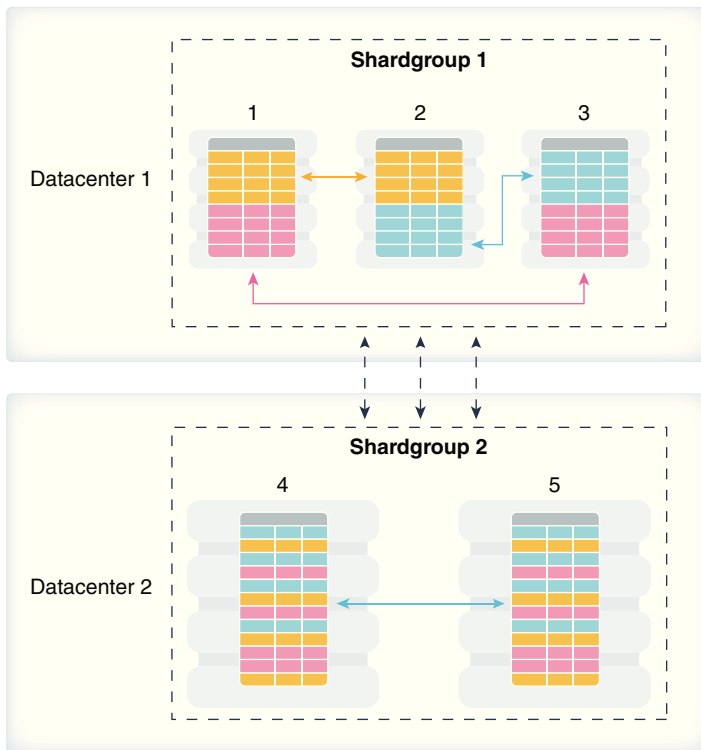 Shardgroup 1
1 2 3
Datacenter 1
Shardgroup 2
4 5
Datacenter 2